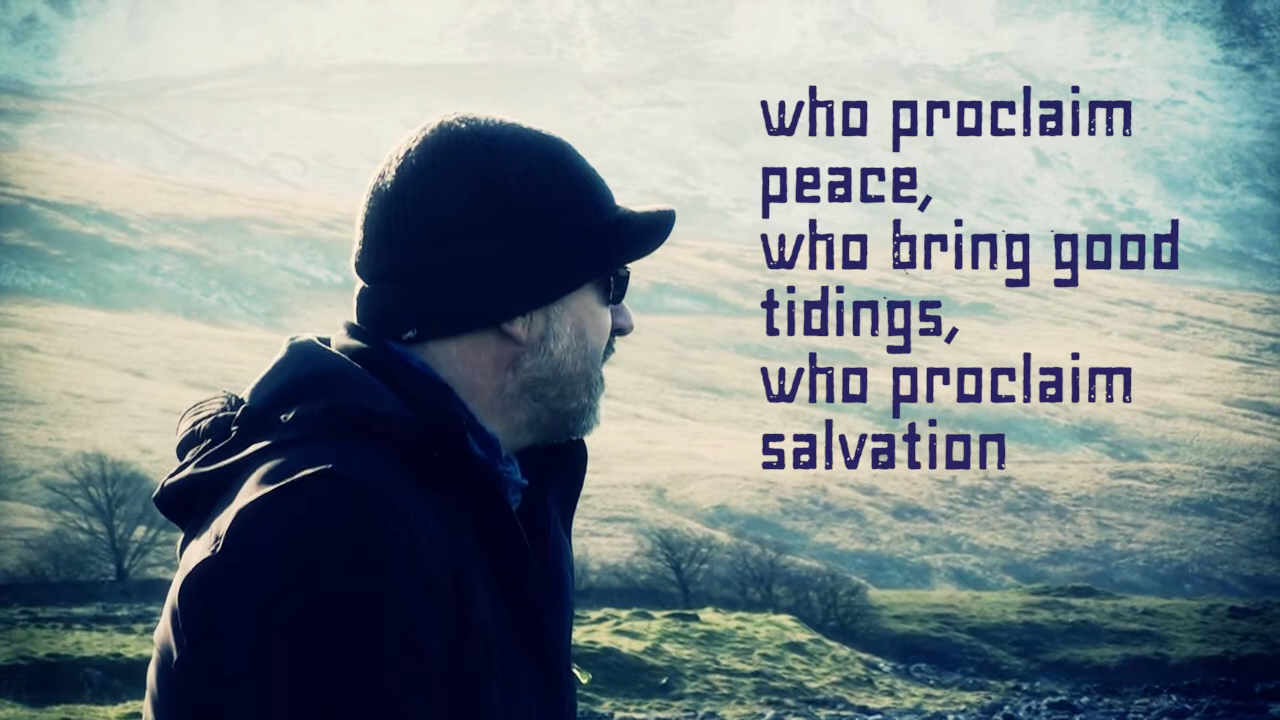 who proclaim
peace,
who bring good
tidings,
who proclaim
salvation